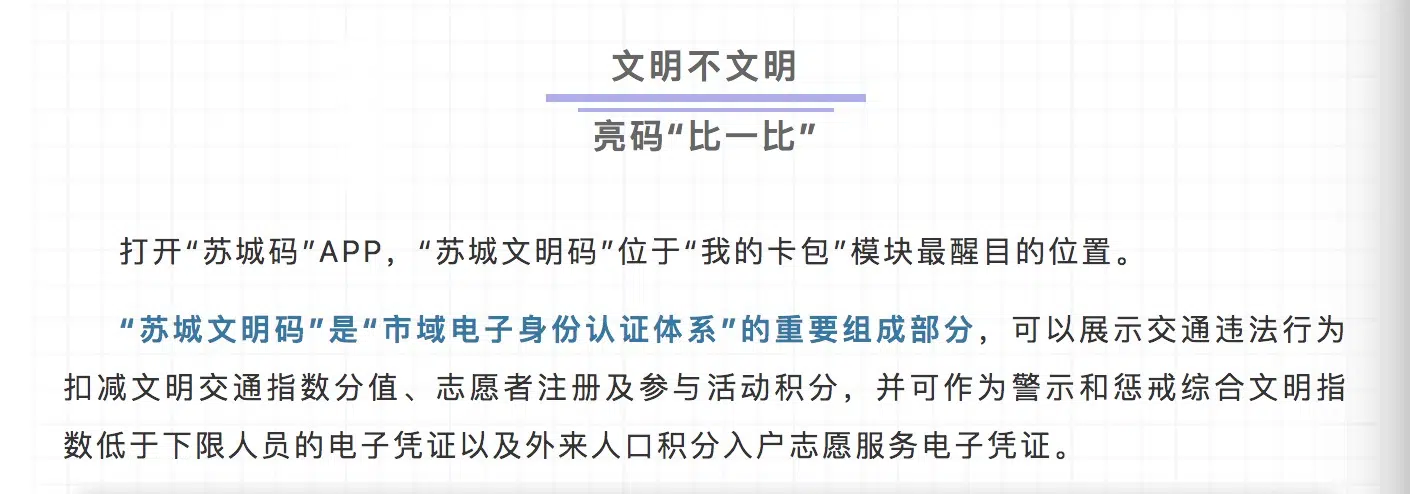 文明不文明
亮码“比一比”
打开“苏城码”APP，“苏城文明码”位于“我的卡包”模块最醒目的位置。
“苏城文明码”是“市域电子身份认证体系”的重要组成部分，可以展示交通违法行为
扣减文明交通指数分值、志愿者注册及参与活动积分，并可作为警示和惩戒综合文明指
数低于下限人员的电子凭证以及外来人口积分入户志愿服务电子凭证。